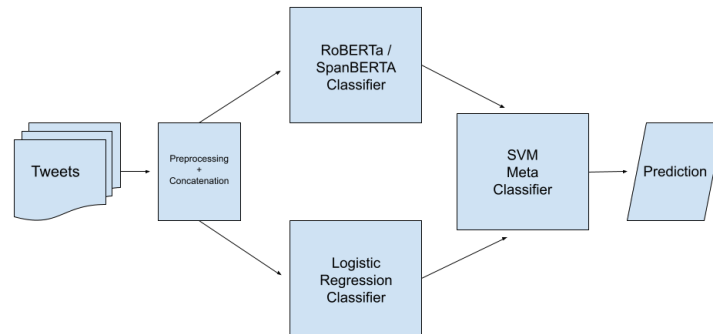 Tweets
Preprocessing
+
Concatenation
RoBERTa /
SpanBERTA
Classifier
Logistic
Regression
Classifier
SVM
Meta
Classifier
Prediction